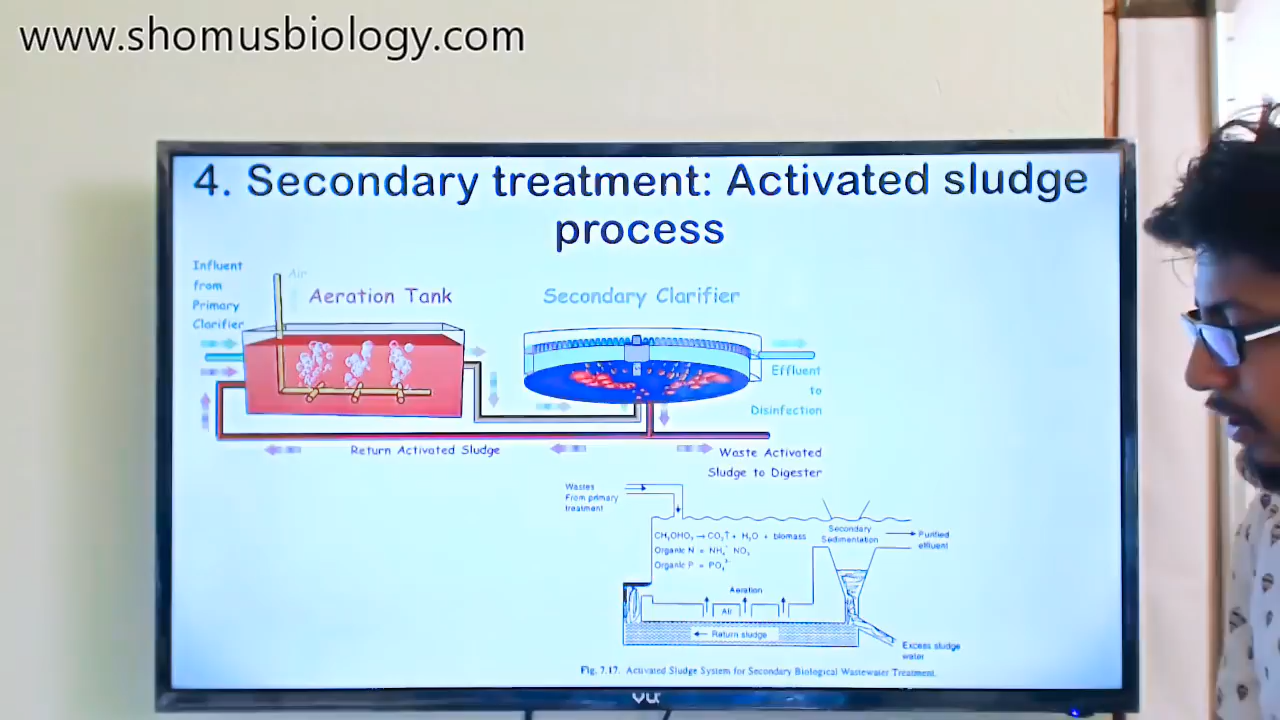 www.shomusbiology.com
4. Secondary treatment: Activated sludge
process
Influent
from
Primary
Clarifier
Air
Aeration Tank
Secondary Clarifier
Effluent
to
Disinfection
Return Activated Sludge
Waste Activated
Sludge to Digester
Wastes
From primary
treatment
Organic N = NH₄⁻ NO₃
Organic P = PO₄³⁻
Secondary
Sedimentation
Purified
effluent
Aeration
Air
Return sludge
Excess sludge
water
Fig. 7.17. Activated Sludge System for Secondary Biological Wastewater Treatment.